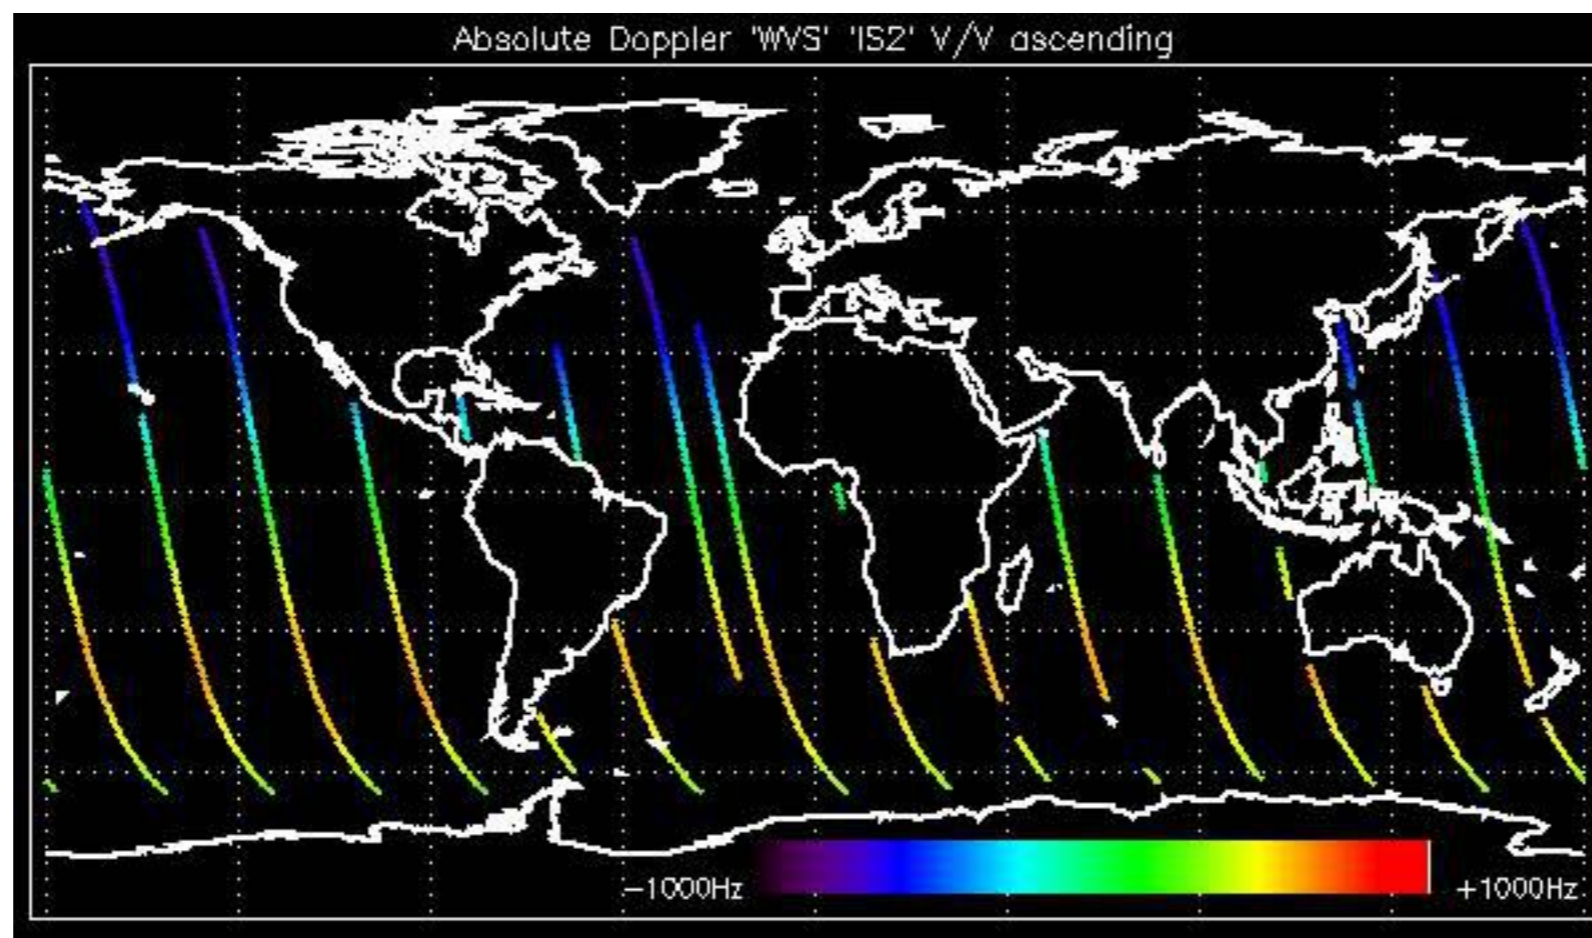 Absolute Doppler 'WVS' 'IS2' V/V ascending
-1000Hz +1000Hz